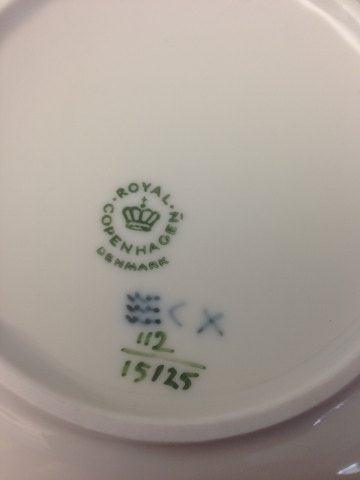 ROYAL
COPENHAGEN
DENMARK
< X
112
15125